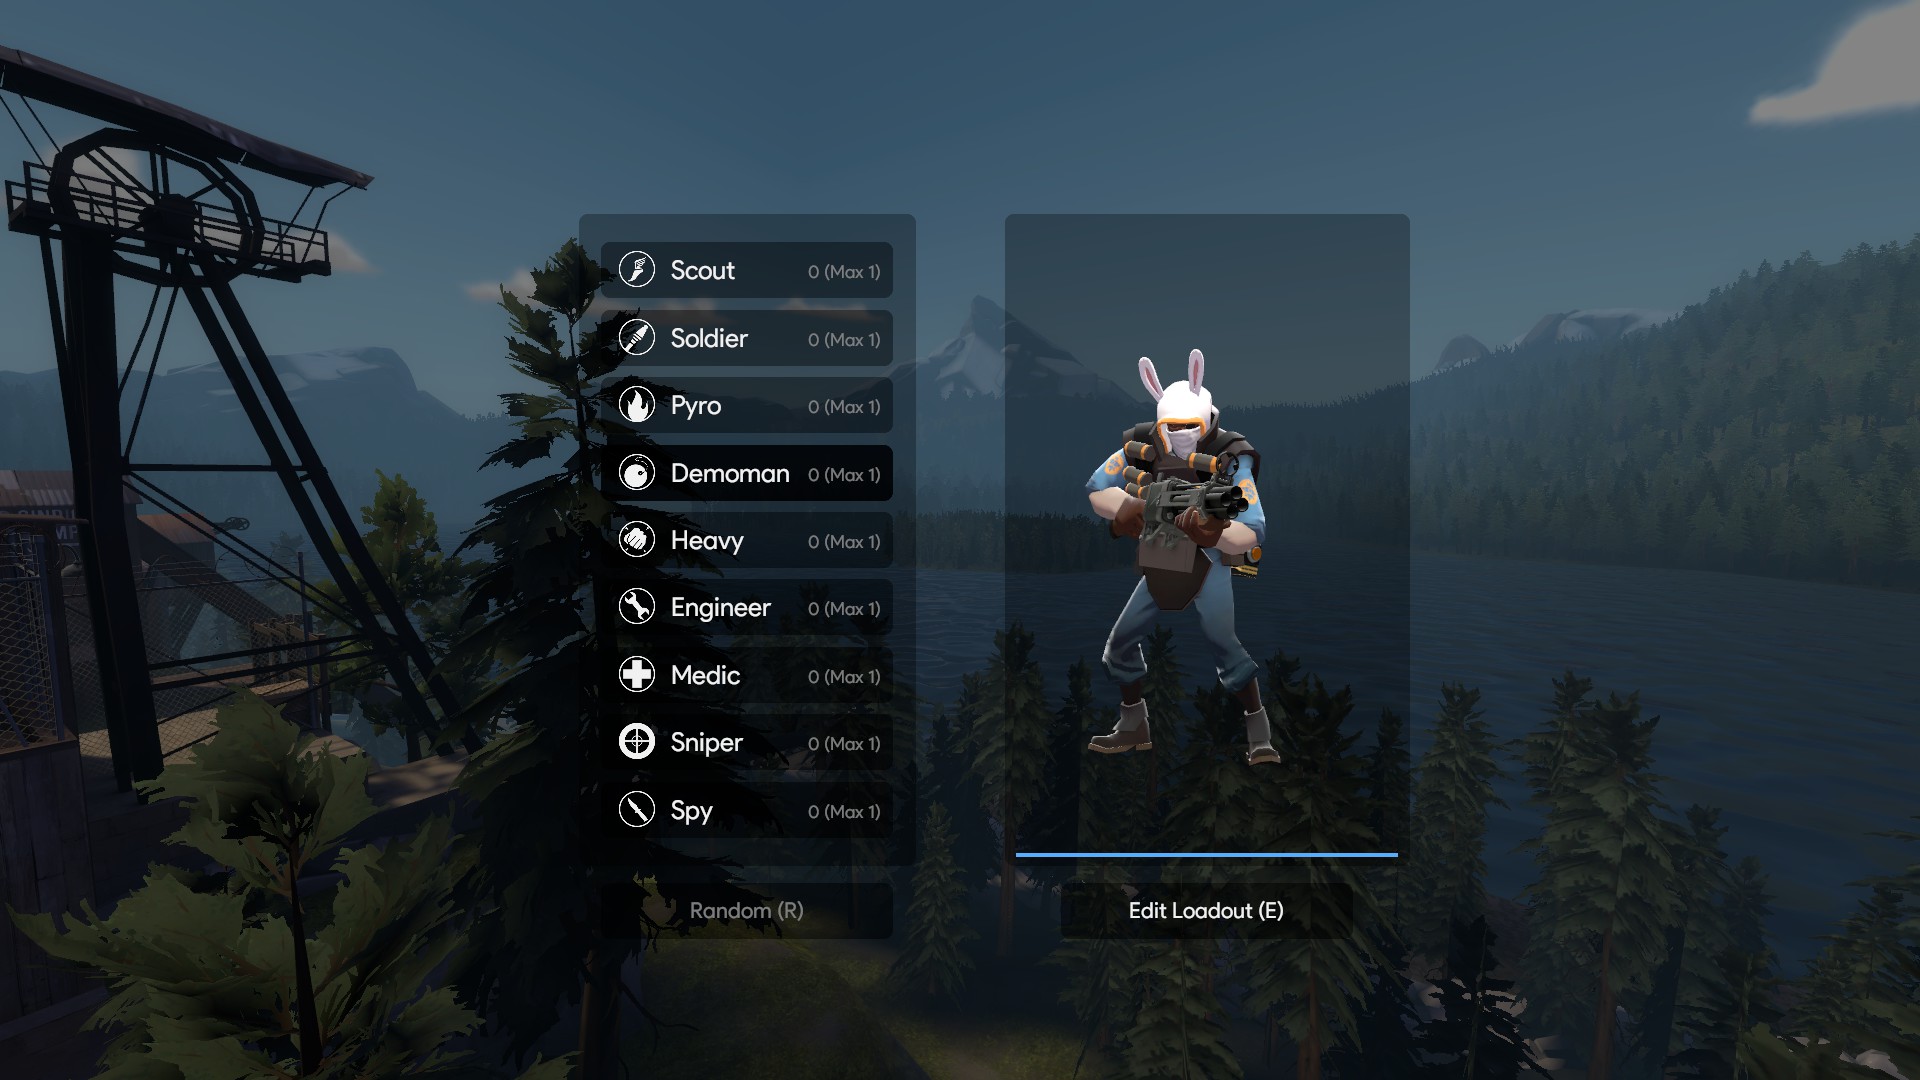 Scout 0 (Max 1)
Soldier 0 (Max 1)
Pyro 0 (Max 1)
Demoman 0 (Max 1)
Heavy 0 (Max 1)
Engineer 0 (Max 1)
Medic 0 (Max 1)
Sniper 0 (Max 1)
Spy 0 (Max 1)
Random (R)
Edit Loadout (E)